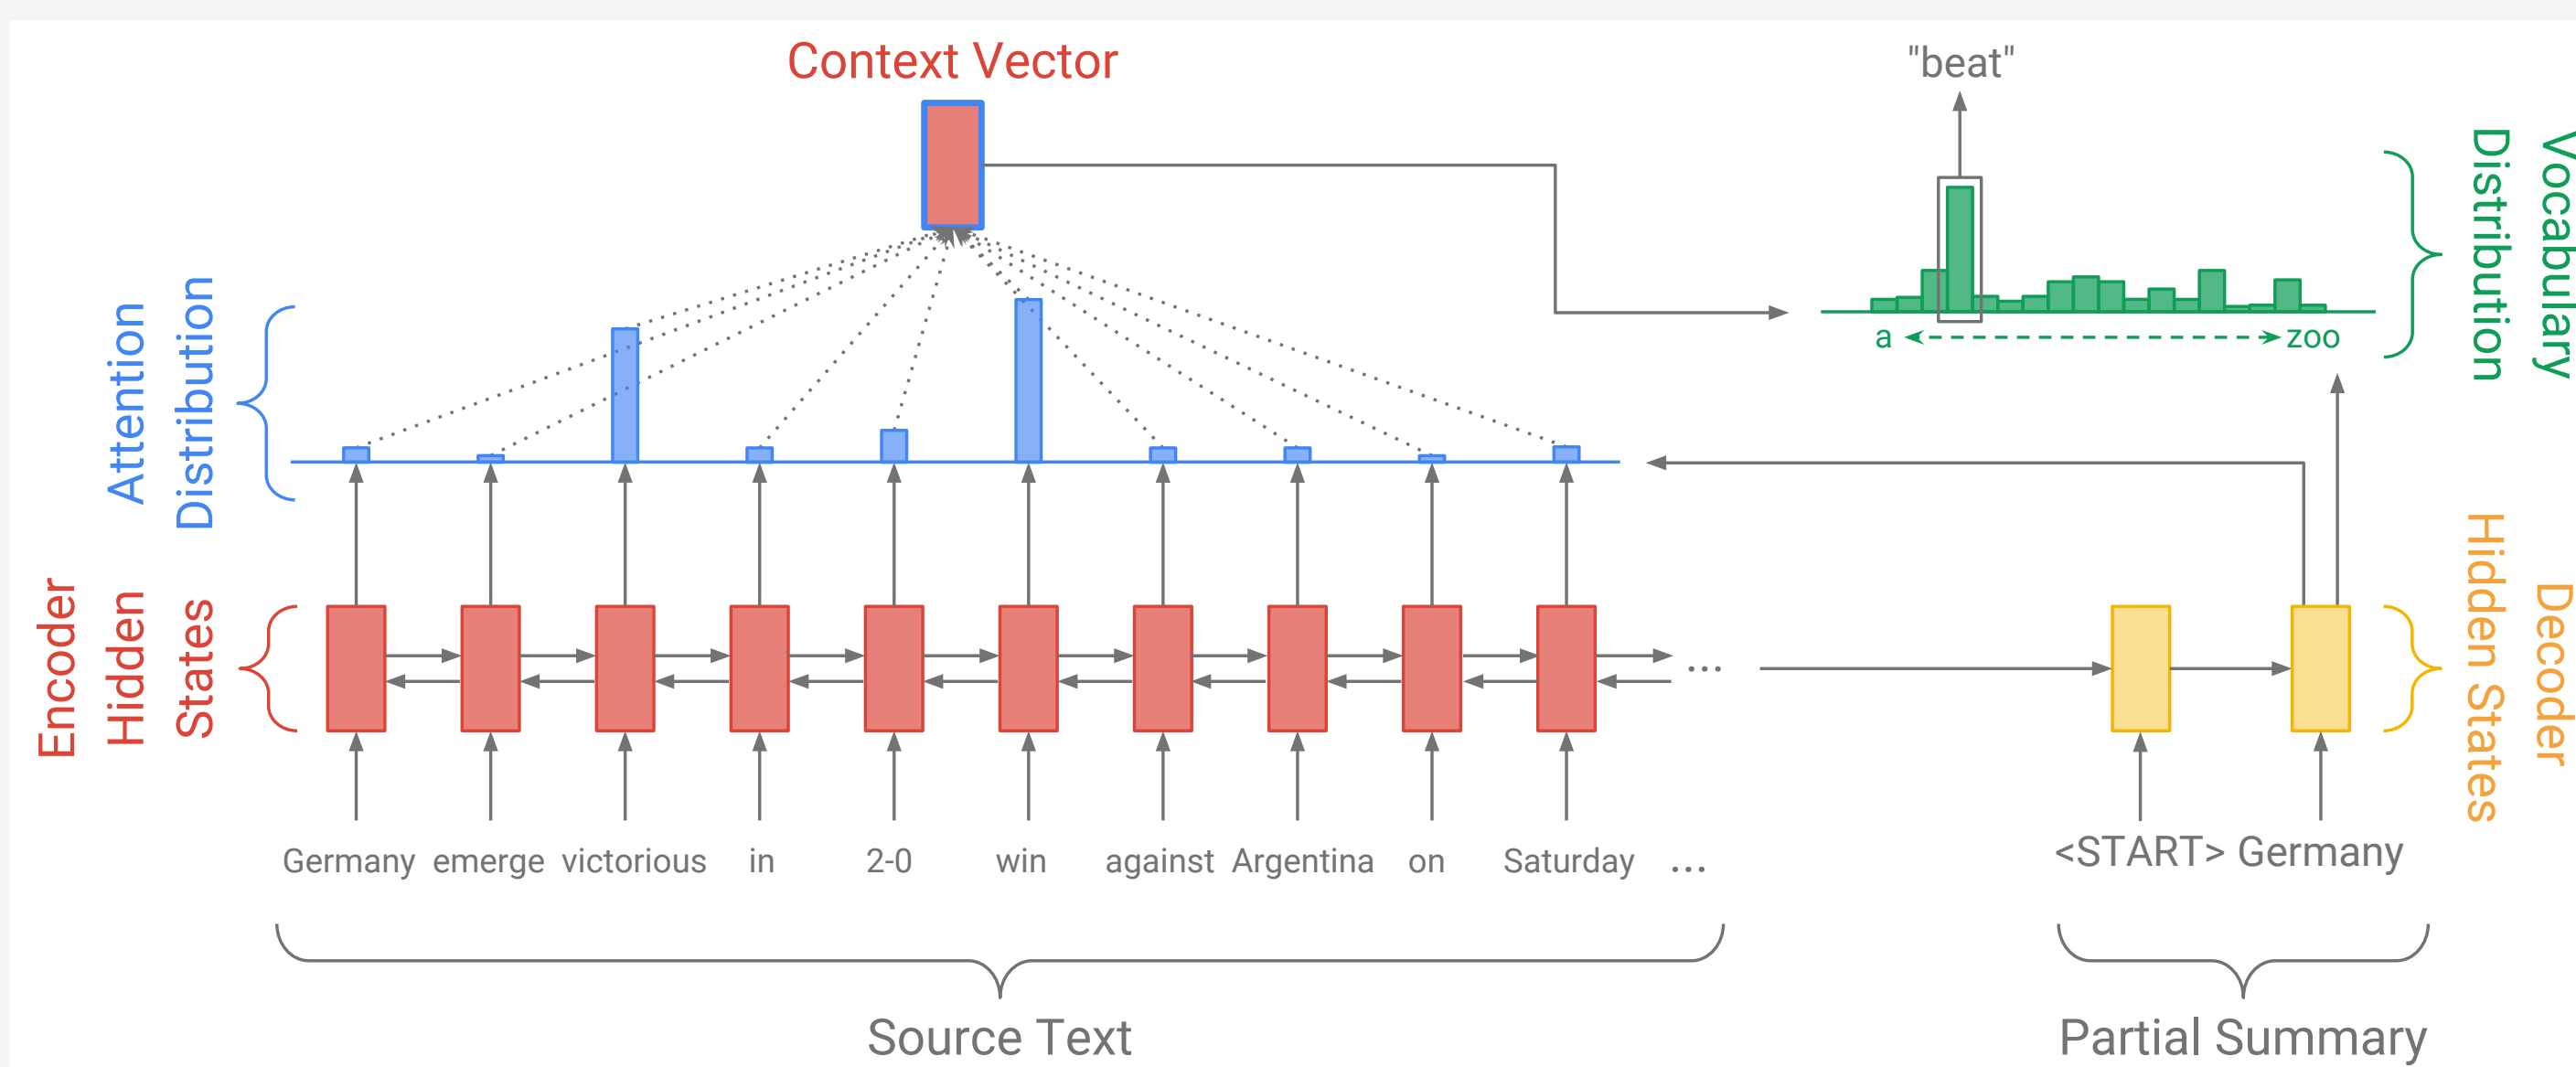 Context Vector
"beat"
Attention
Distribution
a
zoo
Vocabulary
Distribution
Encoder
Hidden
States
...
Decoder
Hidden States
Germany emerge victorious in 2-0 win against Argentina on Saturday ...
<START> Germany
Source Text
Partial Summary